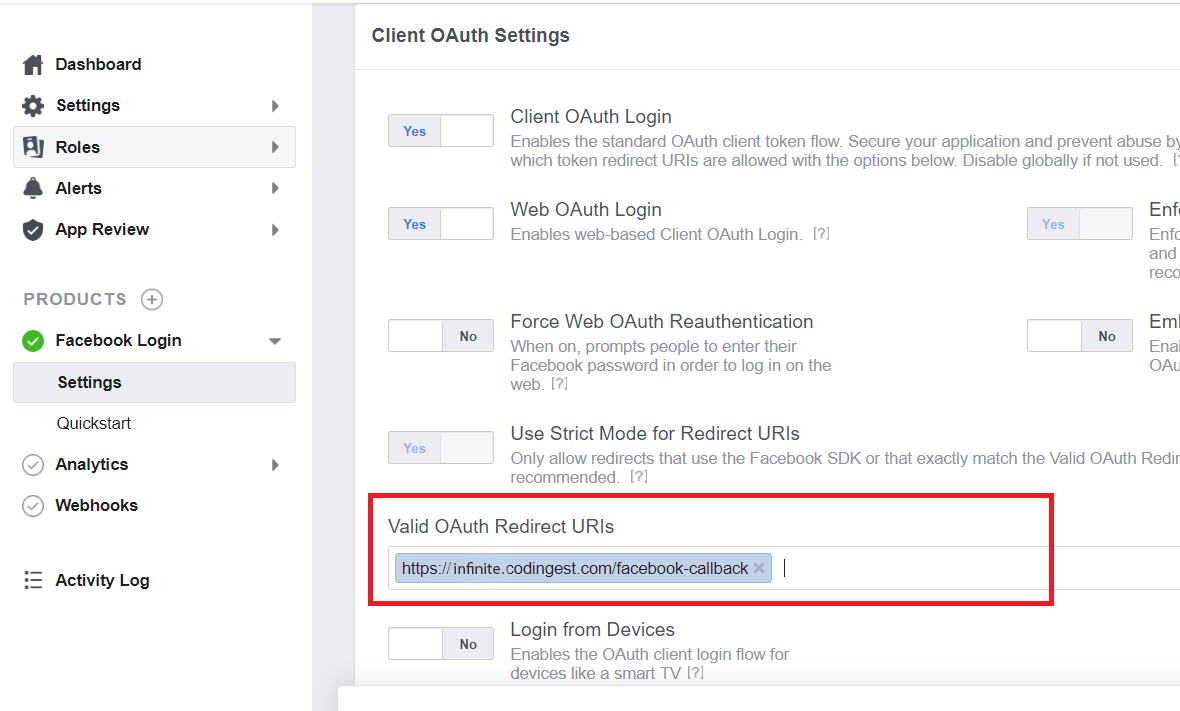 Dashboard
Settings
Roles
Alerts
App Review
PRODUCTS
Facebook Login
Settings
Quickstart
Analytics
Webhooks
Activity Log
Client OAuth Settings
Yes
Client OAuth Login
Enables the standard OAuth client token flow. Secure your application and prevent abuse by
which token redirect URIs are allowed with the options below. Disable globally if not used. [?
Yes
Web OAuth Login
Enables web-based Client OAuth Login. [?]
Yes
Enfo
Enfo
and
reco
No
Force Web OAuth Reauthentication
When on, prompts people to enter their
Facebook password in order to log in on the
web. [?]
No
Emb
Enab
OAu
Yes
Use Strict Mode for Redirect URIs
Only allow redirects that use the Facebook SDK or that exactly match the Valid OAuth Redir
recommended. [?]
Valid OAuth Redirect URIs
https://infinite.codingest.com/facebook-callback
No
Login from Devices
Enables the OAuth client login flow for
devices like a smart TV [?]